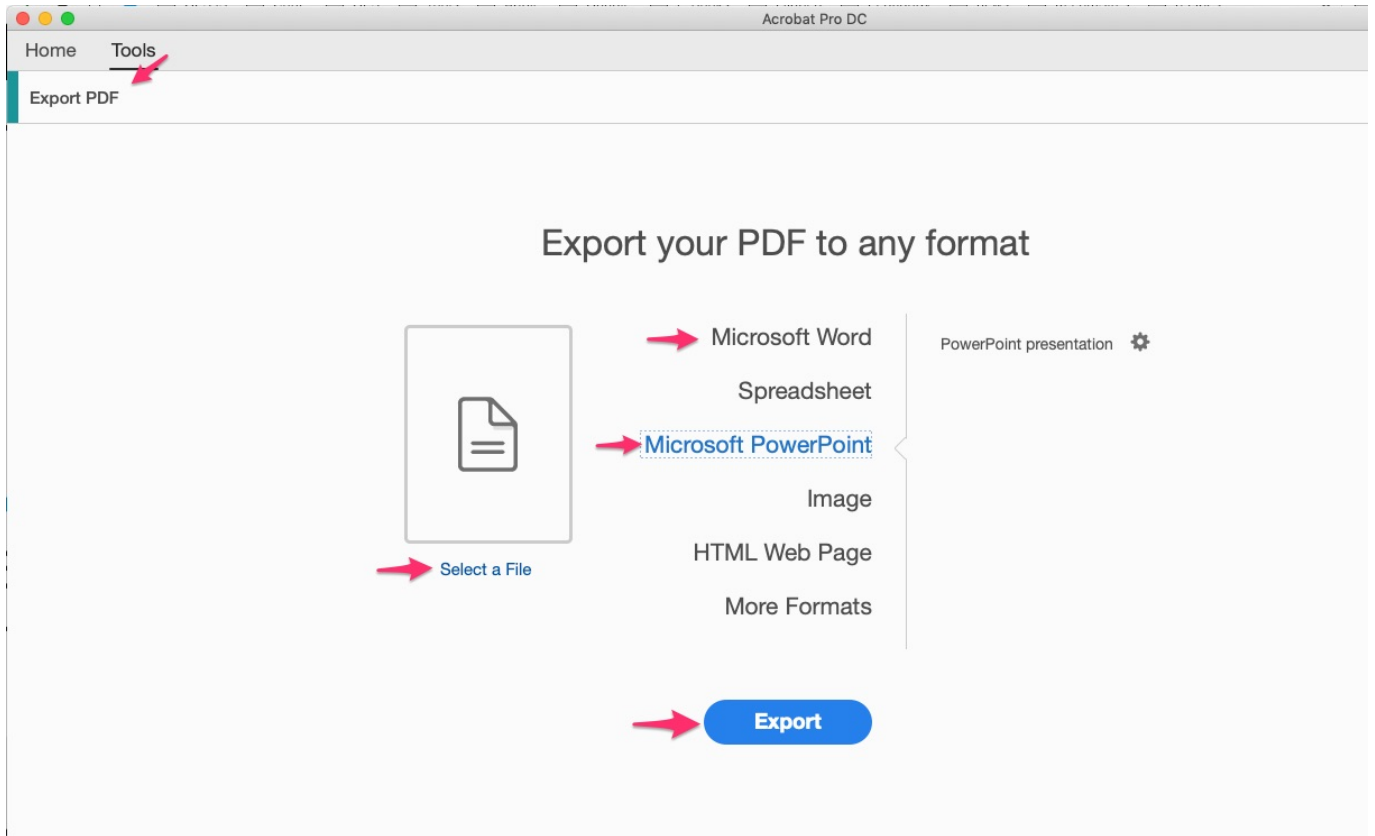 Acrobat Pro DC
Home Tools
Export PDF
Export your PDF to any format
Microsoft Word
Spreadsheet
Microsoft PowerPoint
Image
HTML Web Page
More Formats
PowerPoint presentation
Select a File
Export